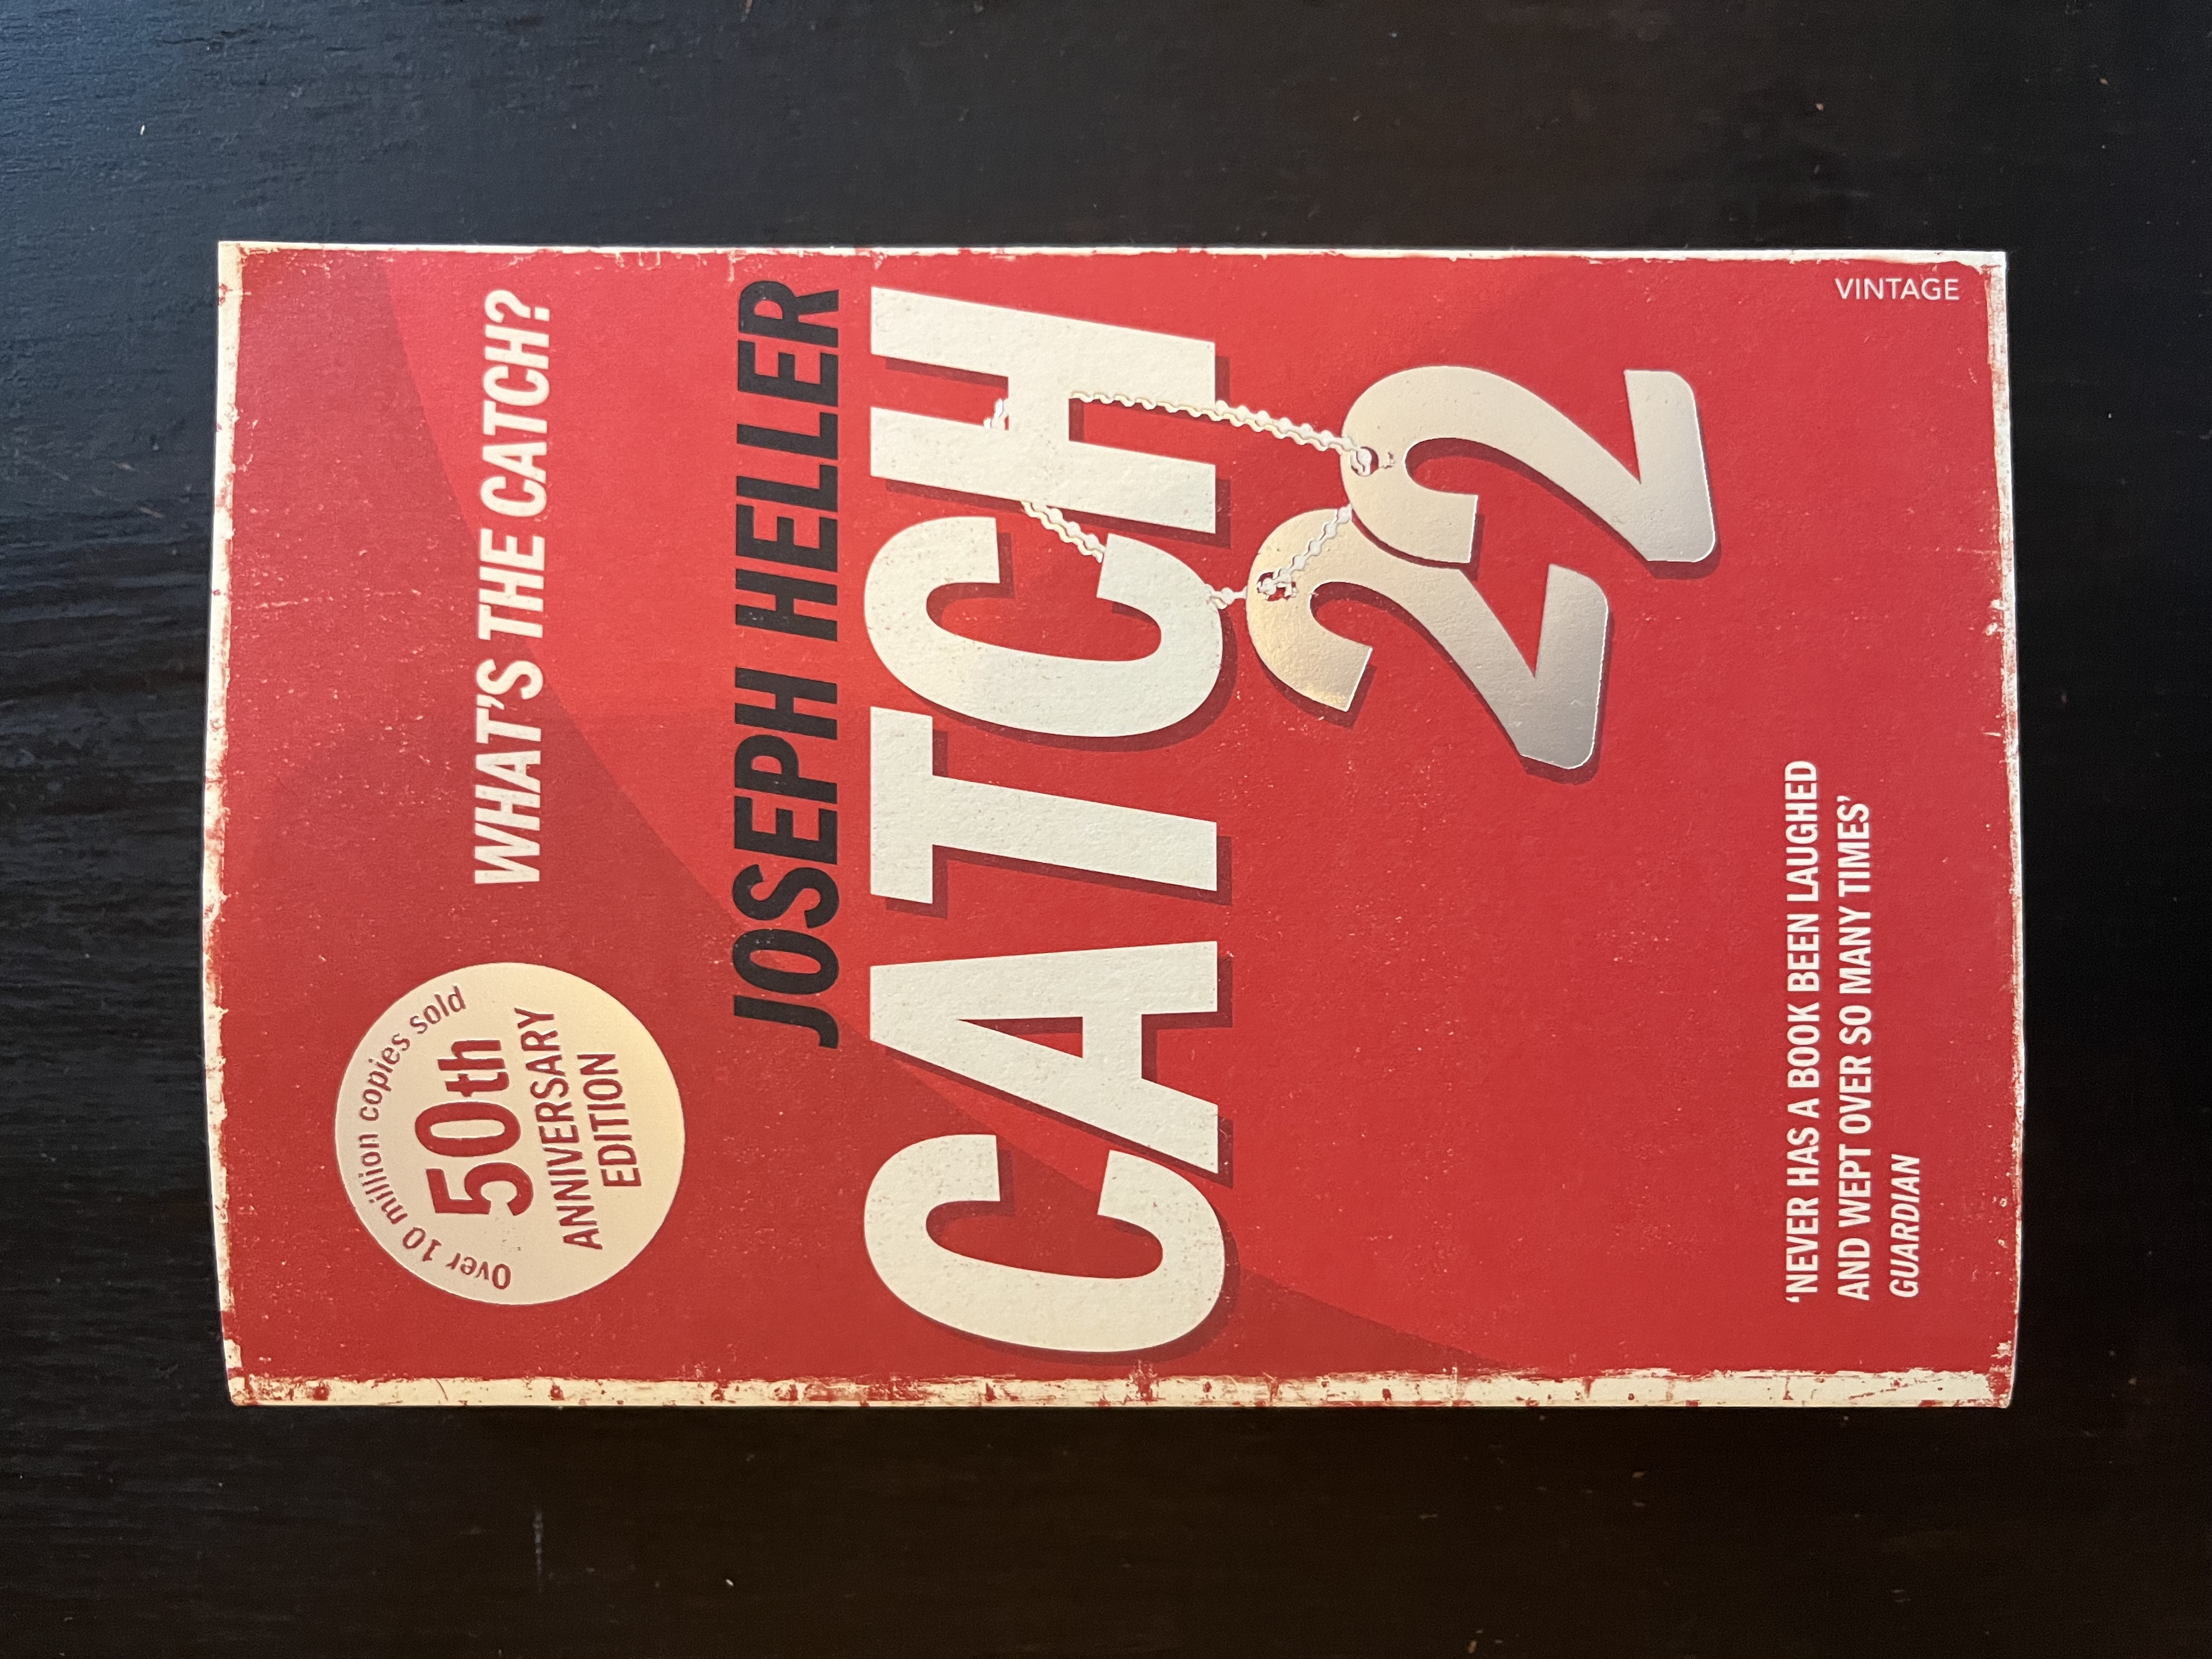 Over 10 million copies sold
50th
ANNIVERSARY
EDITION
WHAT'S THE CATCH?
JOSEPH HELLER
CATCH
22
‘NEVER HAS A BOOK BEEN LAUGHED
AND WEPT OVER SO MANY TIMES’
GUARDIAN
VINTAGE